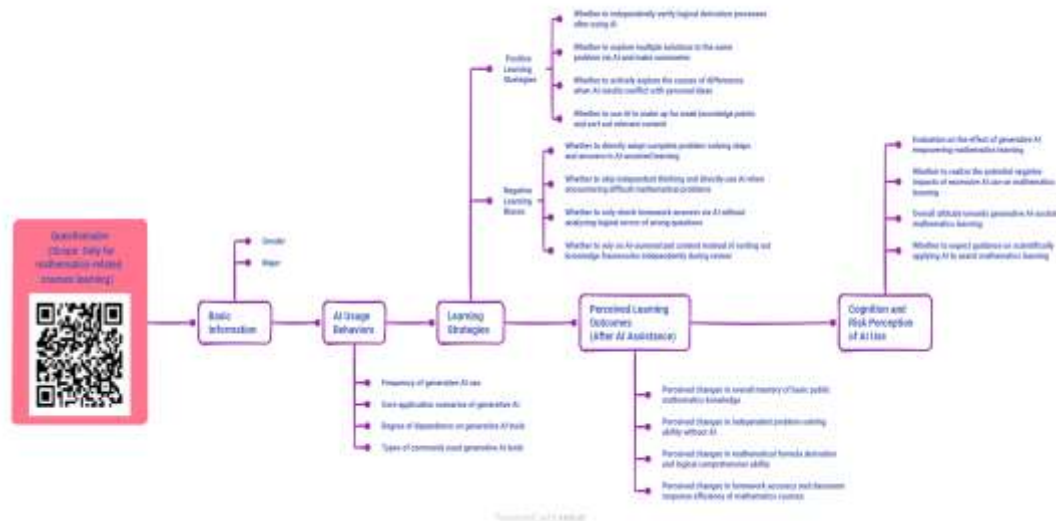 Questionnaire
(Scope: Only for
mathematics-related
courses learning)
Basic
Information
Gender
Major
AI Usage
Behaviors
Frequency of generative AI use
Core application scenarios of generative AI
Degree of dependence on generative AI tools
Types of commonly used generative AI tools
Learning
Strategies
Positive
Learning
Strategies
Whether to independently verify logical derivation processes
after using AI
Whether to explore multiple solutions to the same
problem via AI and make summaries
Whether to actively explore the causes of differences
when AI results conflict with personal ideas
Whether to use AI to make up for weak knowledge points
and sort out relevant content
Negative
Learning
Whether to directly adopt complete problem-solving steps
and answers in AI-assisted learning
Whether to skip independent thinking and directly use AI when
encountering difficult mathematical problems
Whether to only check homework answers via AI without
analyzing logical errors of wrong questions
Whether to rely on AI-summarized content instead of sorting out
knowledge frameworks independently during review
Perceived Learning
Outcomes
(After AI Assistance)
Perceived changes in overall mastery of basic public
mathematics knowledge
Perceived changes in independent problem-solving
ability without AI
Perceived changes in mathematical formula derivation
and logical comprehension ability
Perceived changes in homework accuracy and classroom
response efficiency of mathematics courses
Cognition and
Risk Perception
of AI Use
Evaluation on the effect of generative AI
empowering mathematics learning
Whether to realize the potential negative
impacts of excessive AI use on mathematics
learning
Overall attitude towards generative AI-assisted
mathematics learning
Whether to expect guidance on scientifically
applying AI to assist mathematics learning